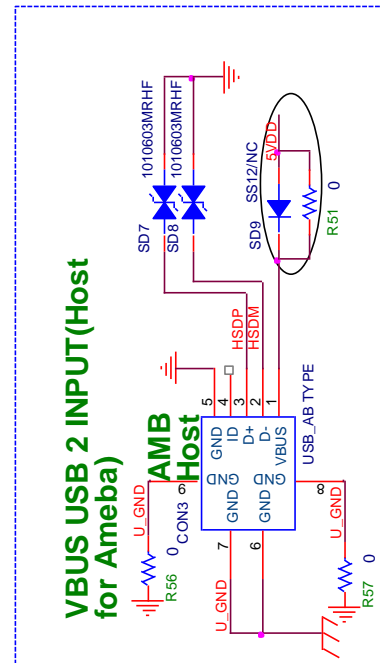 VBUS USB 2 INPUT(Host
for Ameba)
AMB
Host
SD7
1010603MRHF
SD8
1010603MRHF
5VDD
SS12/NC
SD9
R51
0
HSDP
HSDM
5
4
3
2
1
GND
ID
D+
D-
VBUS
GND
GND
GND
GND
9
8
7
6
CON3
USB_AB TYPE
U_GND
U_GND
U_GND
R56
0
R57
0